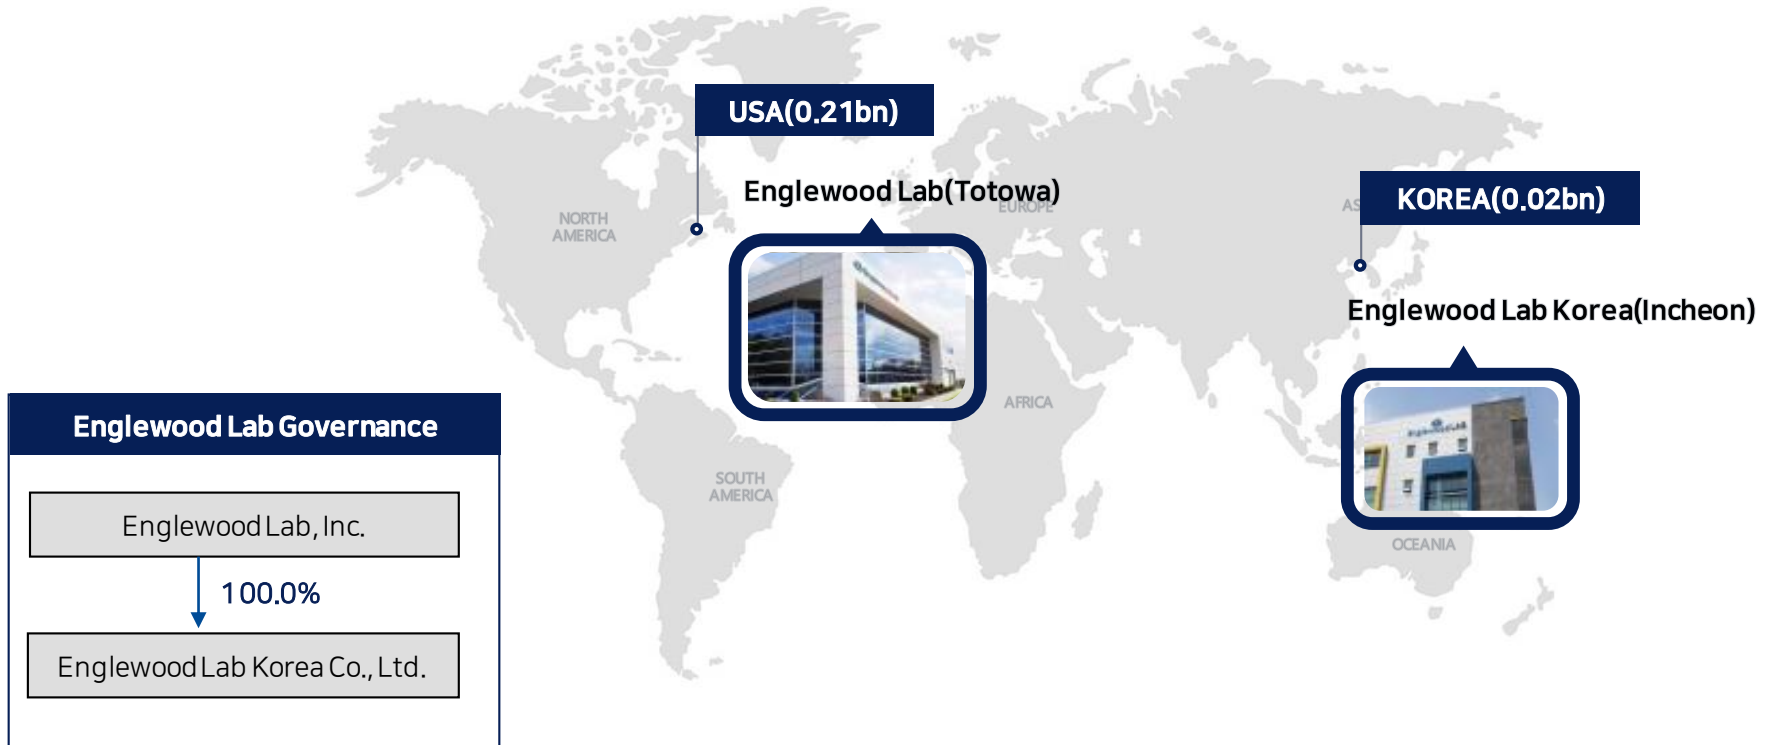 USA(0.21bn)
Englewood Lab(Totowa)
KOREA(0.02bn)
Englewood Lab Korea(Incheon)
NORTH
AMERICA
EUROPE
AS
AFRICA
SOUTH
AMERICA
OCEANIA
Englewood Lab Governance
Englewood Lab, Inc.
100.0%
Englewood Lab Korea Co., Ltd.